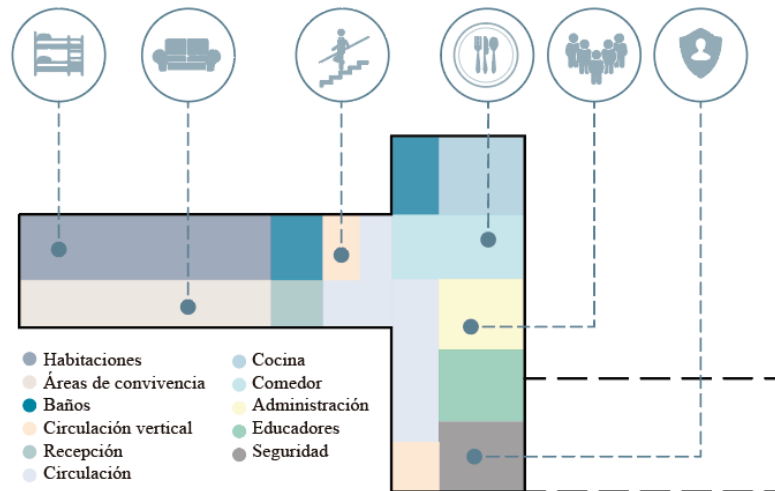 Habitaciones
Áreas de convivencia
Baños
Circulación vertical
Recepción
Circulación
Cocina
Comedor
Administración
Educadores
Seguridad